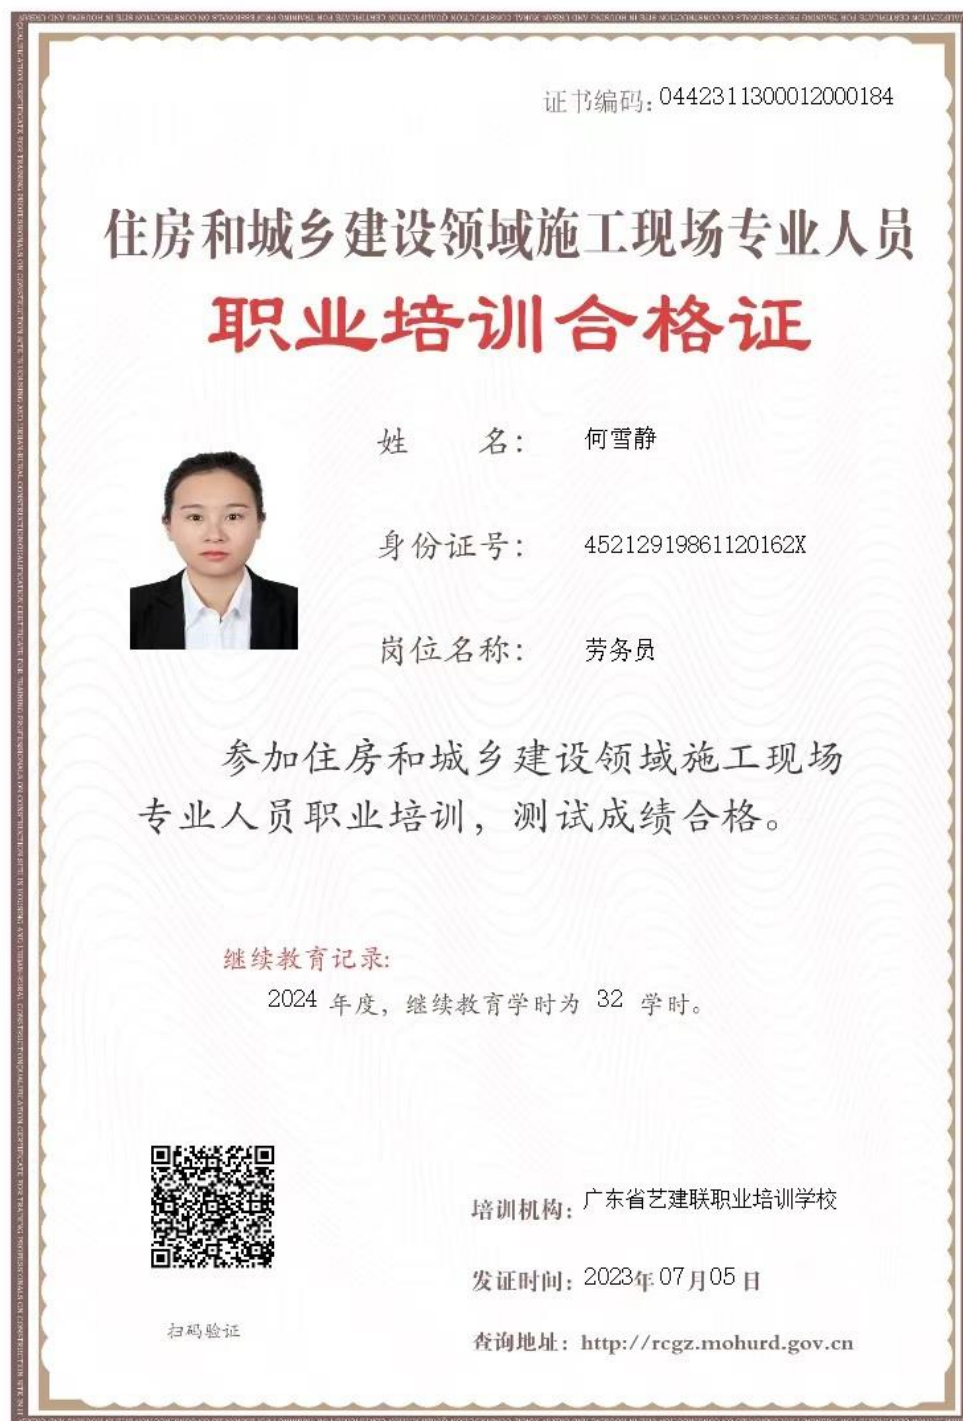 证书编码:0442311300012000184
住房和城乡建设领域施工现场专业人员
职业培训合格证
姓 名: 何雪静
身份证号: 45212919861120162X
岗位名称: 劳务员
参加住房和城乡建设领域施工现场
专业人员职业培训，测试成绩合格。
继续教育记录:
2024 年度，继续教育学时为 32 学时。
培训机构: 广东省艺建联职业培训学校
发证时间: 2023年07月05日
扫码验证
查询地址: http://rcgz.mohurd.gov.cn